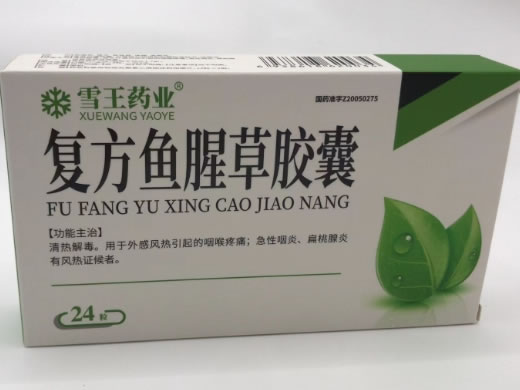 雪王药业®
XUEWANG YAOYE
国药准字Z20050275
复方鱼腥草胶囊
FU FANG YU XING CAO JIAO NANG
【功能主治】
清热解毒。用于外感风热引起的咽喉疼痛；急性咽炎、扁桃腺炎
有风热证候者。
24粒